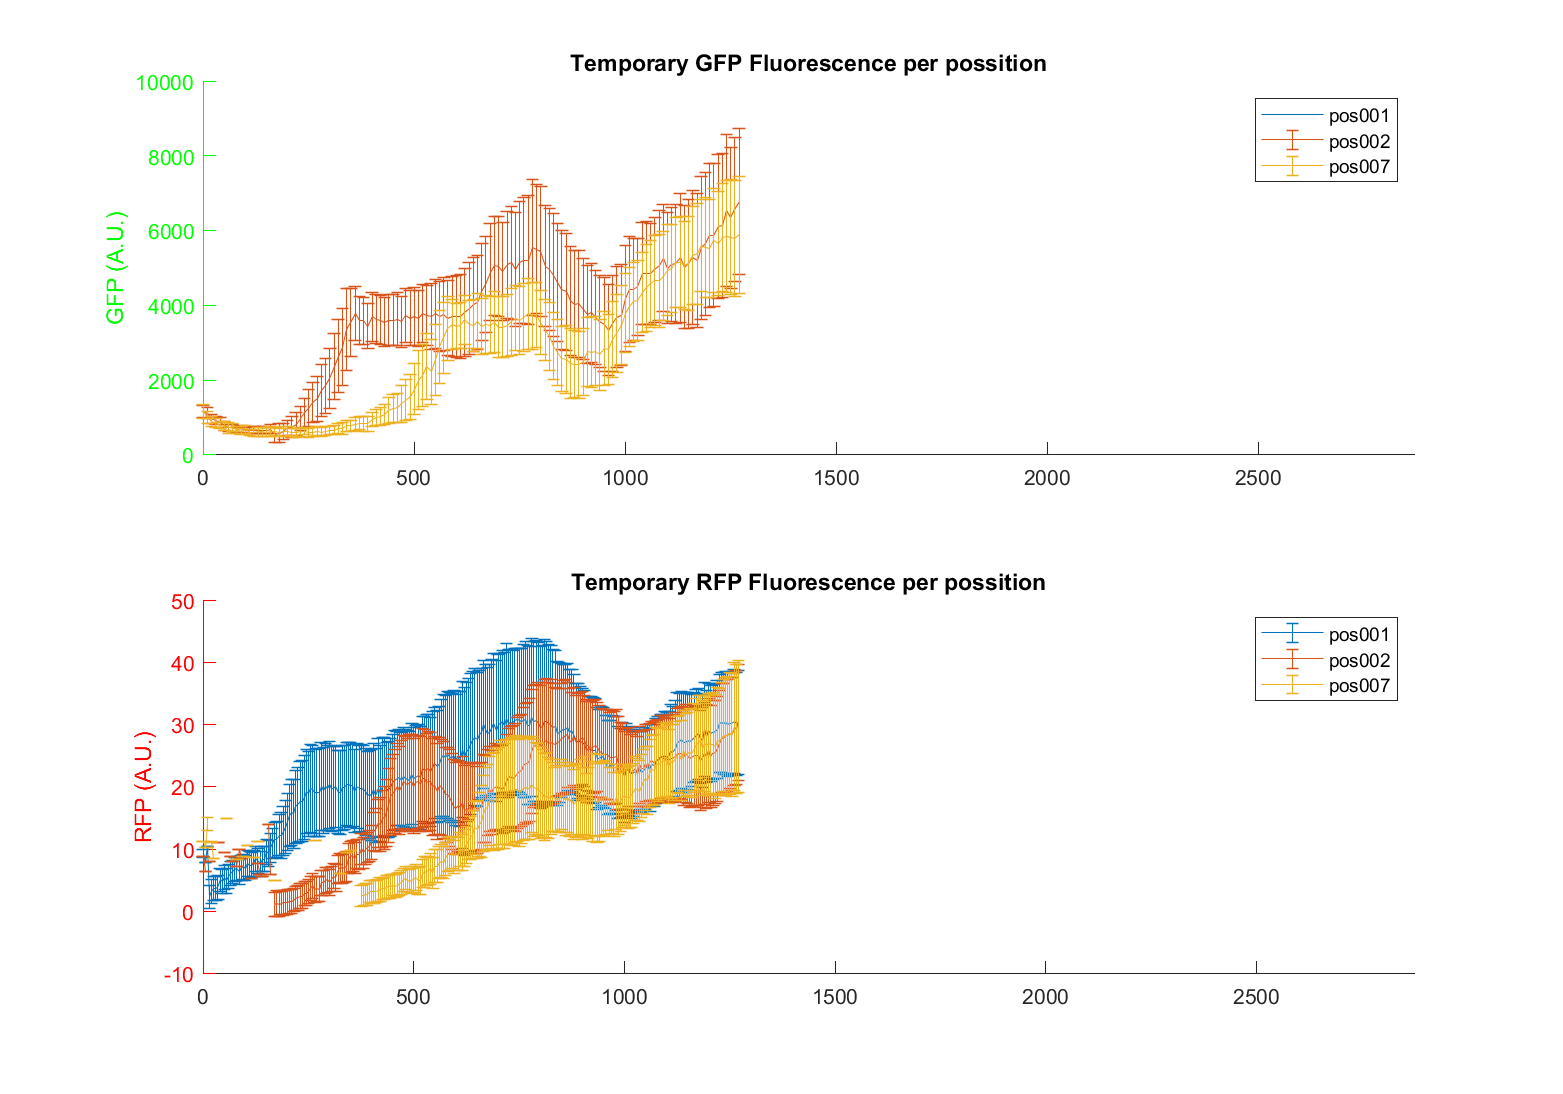 Temporary GFP Fluorescence per possition
10000
8000
6000
4000
2000
0
GFP (A.U.)
0 500 1000 1500 2000 2500
pos001
pos002
pos007
Temporary RFP Fluorescence per possition
50
40
30
20
10
0
-10
RFP (A.U.)
0 500 1000 1500 2000 2500
pos001
pos002
pos007